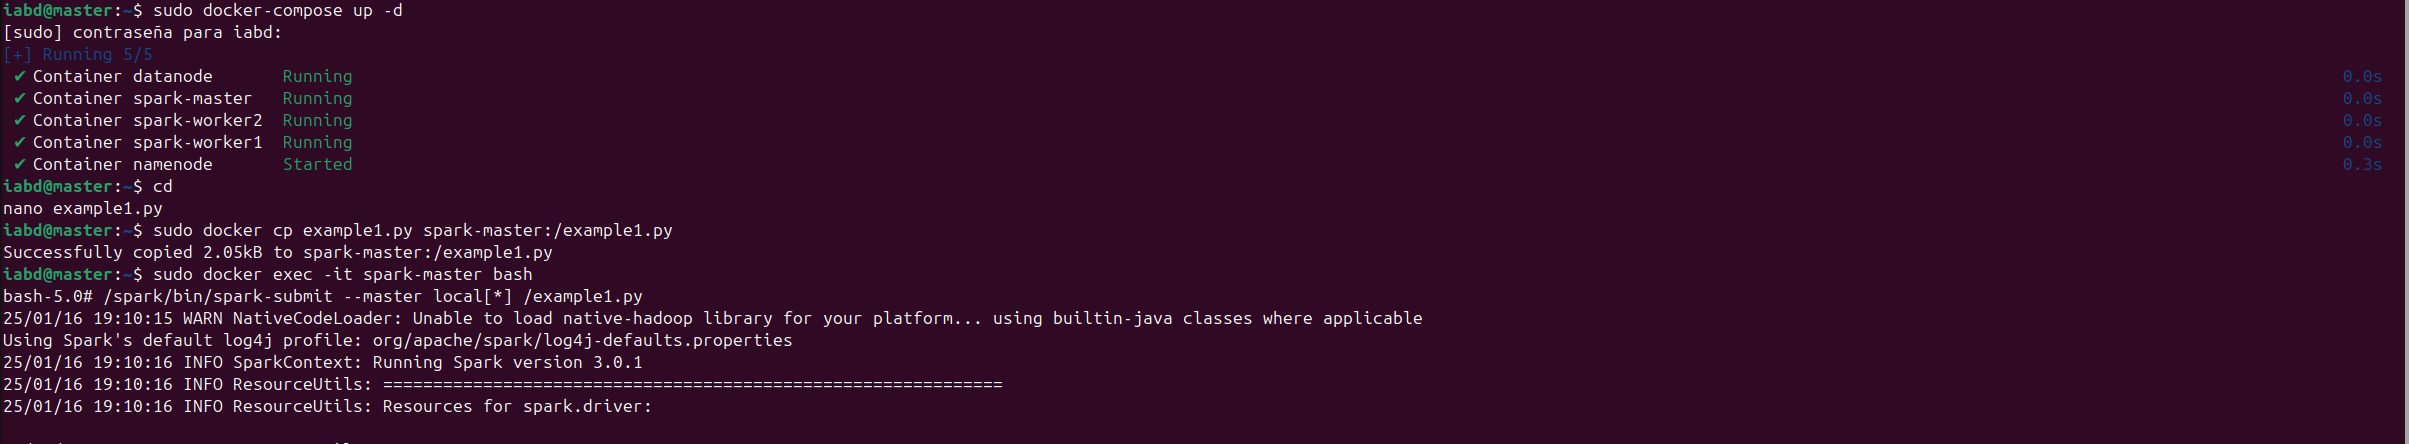 iabd@master:~$ sudo docker-compose up -d
[sudo] contraseña para iabd:
[+] Running 5/5
✔ Container datanode Running 0.0s
✔ Container spark-master Running 0.0s
✔ Container spark-worker2 Running 0.0s
✔ Container spark-worker1 Running 0.0s
✔ Container namenode Started 0.3s
iabd@master:~$ cd
nano example1.py
iabd@master:~$ sudo docker cp example1.py spark-master:/example1.py
Successfully copied 2.05kB to spark-master:/example1.py
iabd@master:~$ sudo docker exec -it spark-master bash
bash-5.0# /spark/bin/spark-submit --master local[*] /example1.py
25/01/16 19:10:15 WARN NativeCodeLoader: Unable to load native-hadoop library for your platform... using builtin-java classes where applicable
Using Spark's default log4j profile: org/apache/spark/log4j-defaults.properties
25/01/16 19:10:16 INFO SparkContext: Running Spark version 3.0.1
25/01/16 19:10:16 INFO ResourceUtils: ==============================================================
25/01/16 19:10:16 INFO ResourceUtils: Resources for spark.driver: